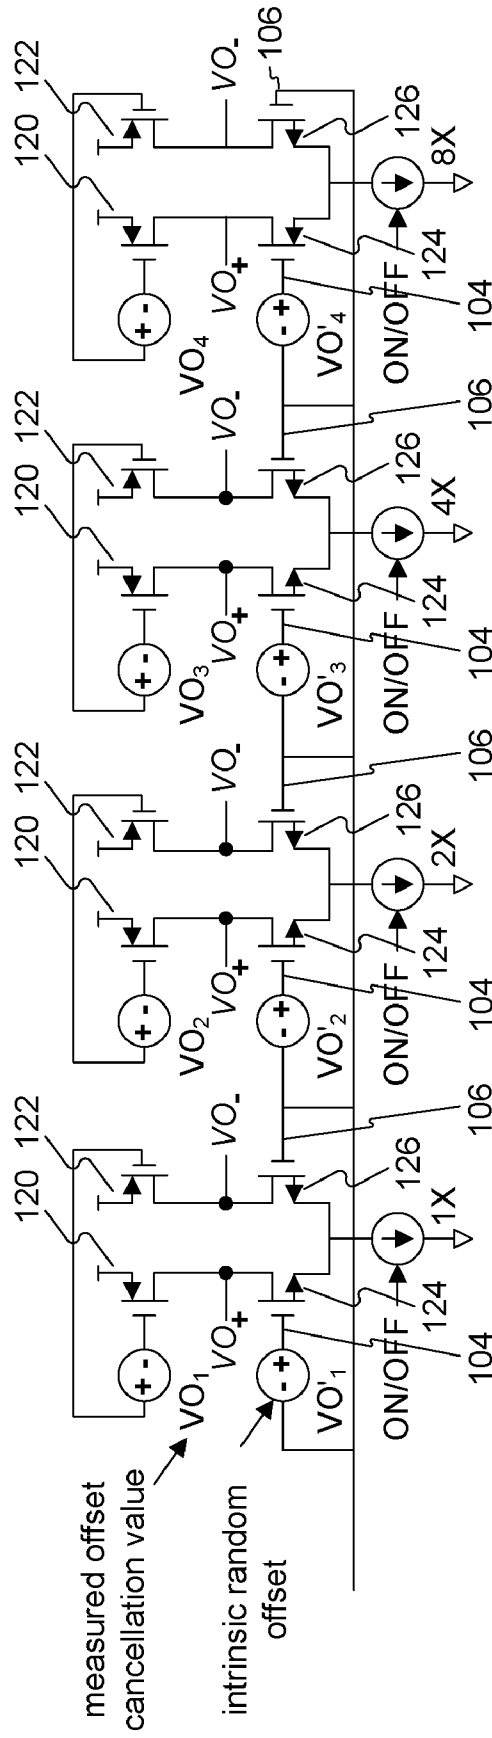 120 122 120 122 120 122 120 122
measured offset
cancellation value
VO1 VO2 VO3 VO4
+ - + - + - + -
VO+ VO- VO+ VO- VO+ VO- VO+ VO-
106
intrinsic random
offset
- + - + - + - +
VO'1 VO'2 VO'3 VO'4
ON/OFF ON/OFF ON/OFF ON/OFF
124 126 124 126 124 126 124 126
1X 2X 4X 8X
104 106 104 106 104 106 104